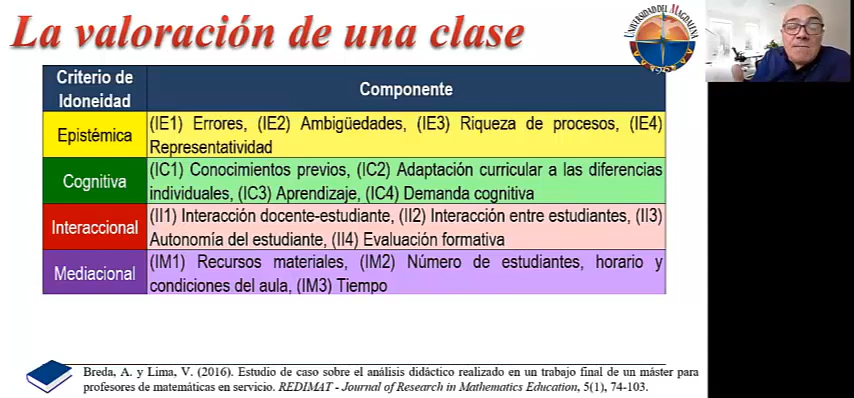 La valoración de una clase
UNIVERSIDAD DEL MAGDALENA
Criterio de
Idoneidad
Componente
Epistémica
(IE1) Errores, (IE2) Ambigüedades, (IE3) Riqueza de procesos, (IE4)
Representatividad
Cognitiva
(IC1) Conocimientos previos, (IC2) Adaptación curricular a las diferencias
individuales, (IC3) Aprendizaje, (IC4) Demanda cognitiva
Interaccional
(II1) Interacción docente-estudiante, (II2) Interacción entre estudiantes, (II3)
Autonomía del estudiante, (II4) Evaluación formativa
Mediacional
(IM1) Recursos materiales, (IM2) Número de estudiantes, horario y
condiciones del aula, (IM3) Tiempo
Breda, A. y Lima, V. (2016). Estudio de caso sobre el análisis didáctico realizado en un trabajo final de un máster para
profesores de matemáticas en servicio. REDIMAT - Journal of Research in Mathematics Education, 5(1), 74-103.